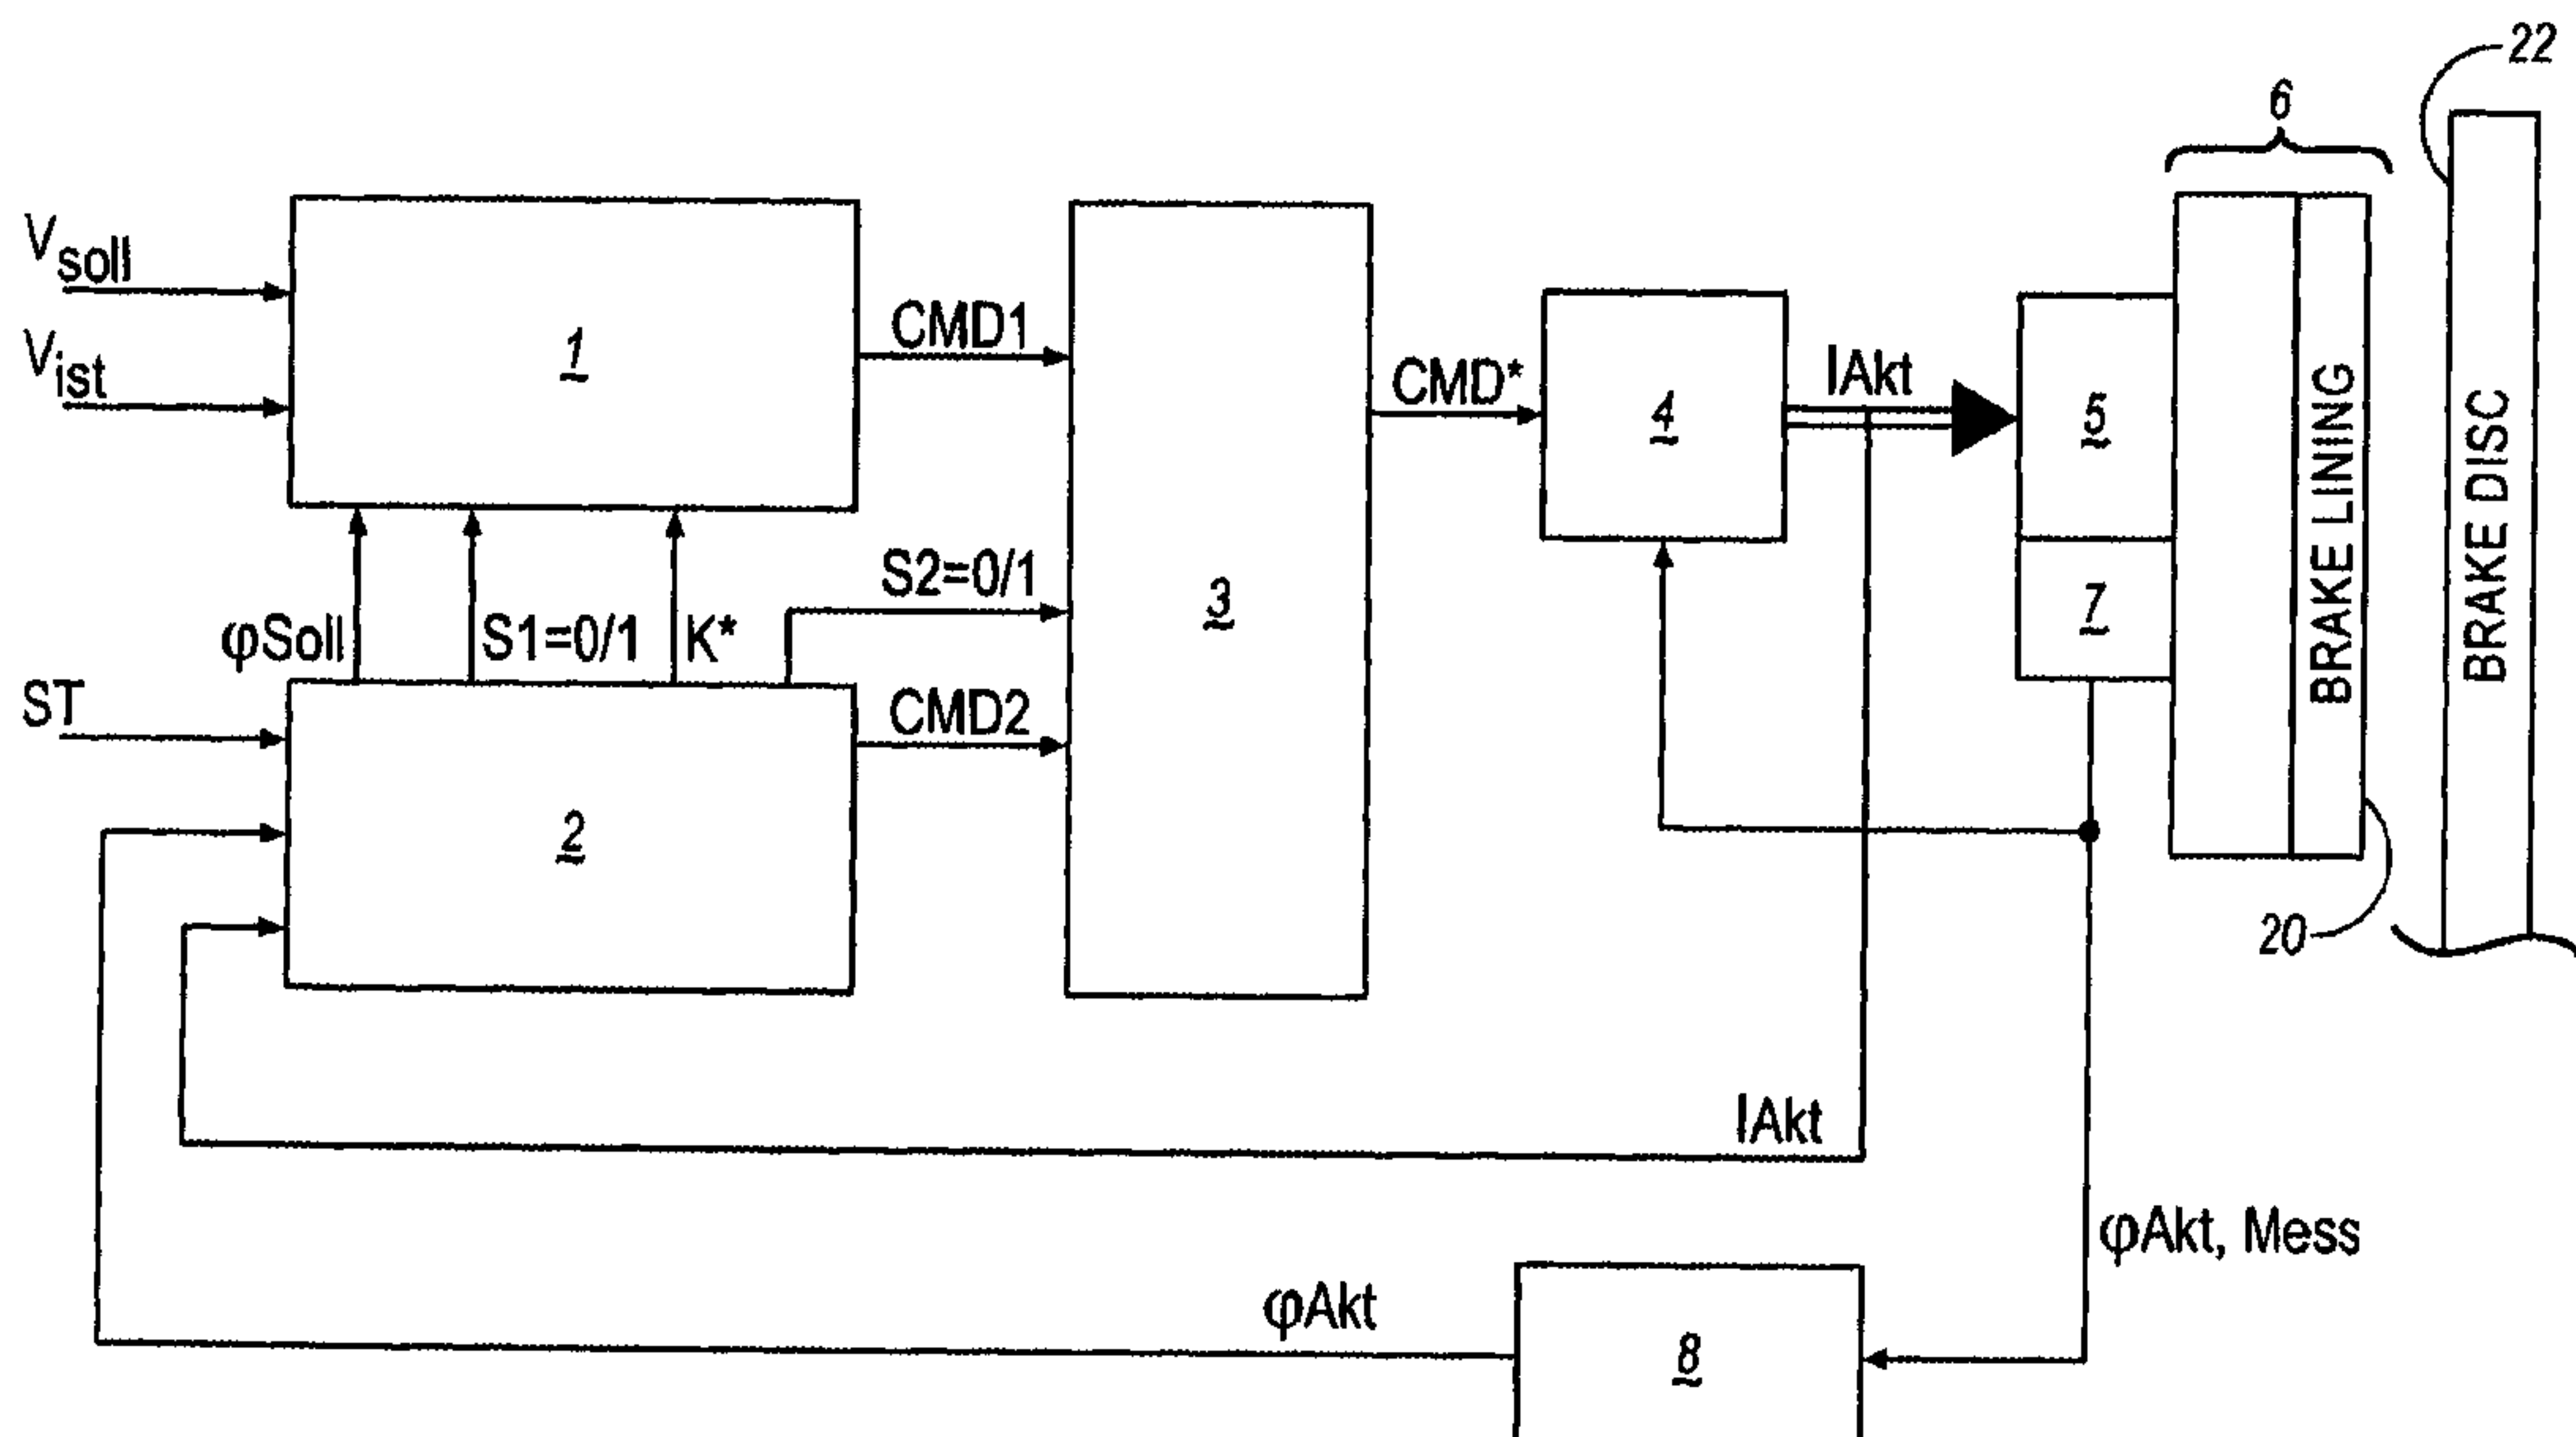 22
6
Vsoll
Vist
1
CMD1
3
CMD*
4
IAkt
5
7
BRAKE LINING
BRAKE DISC
φSoll
S1=0/1
K*
S2=0/1
ST
2
CMD2
20
IAkt
φAkt, Mess
φAkt
8